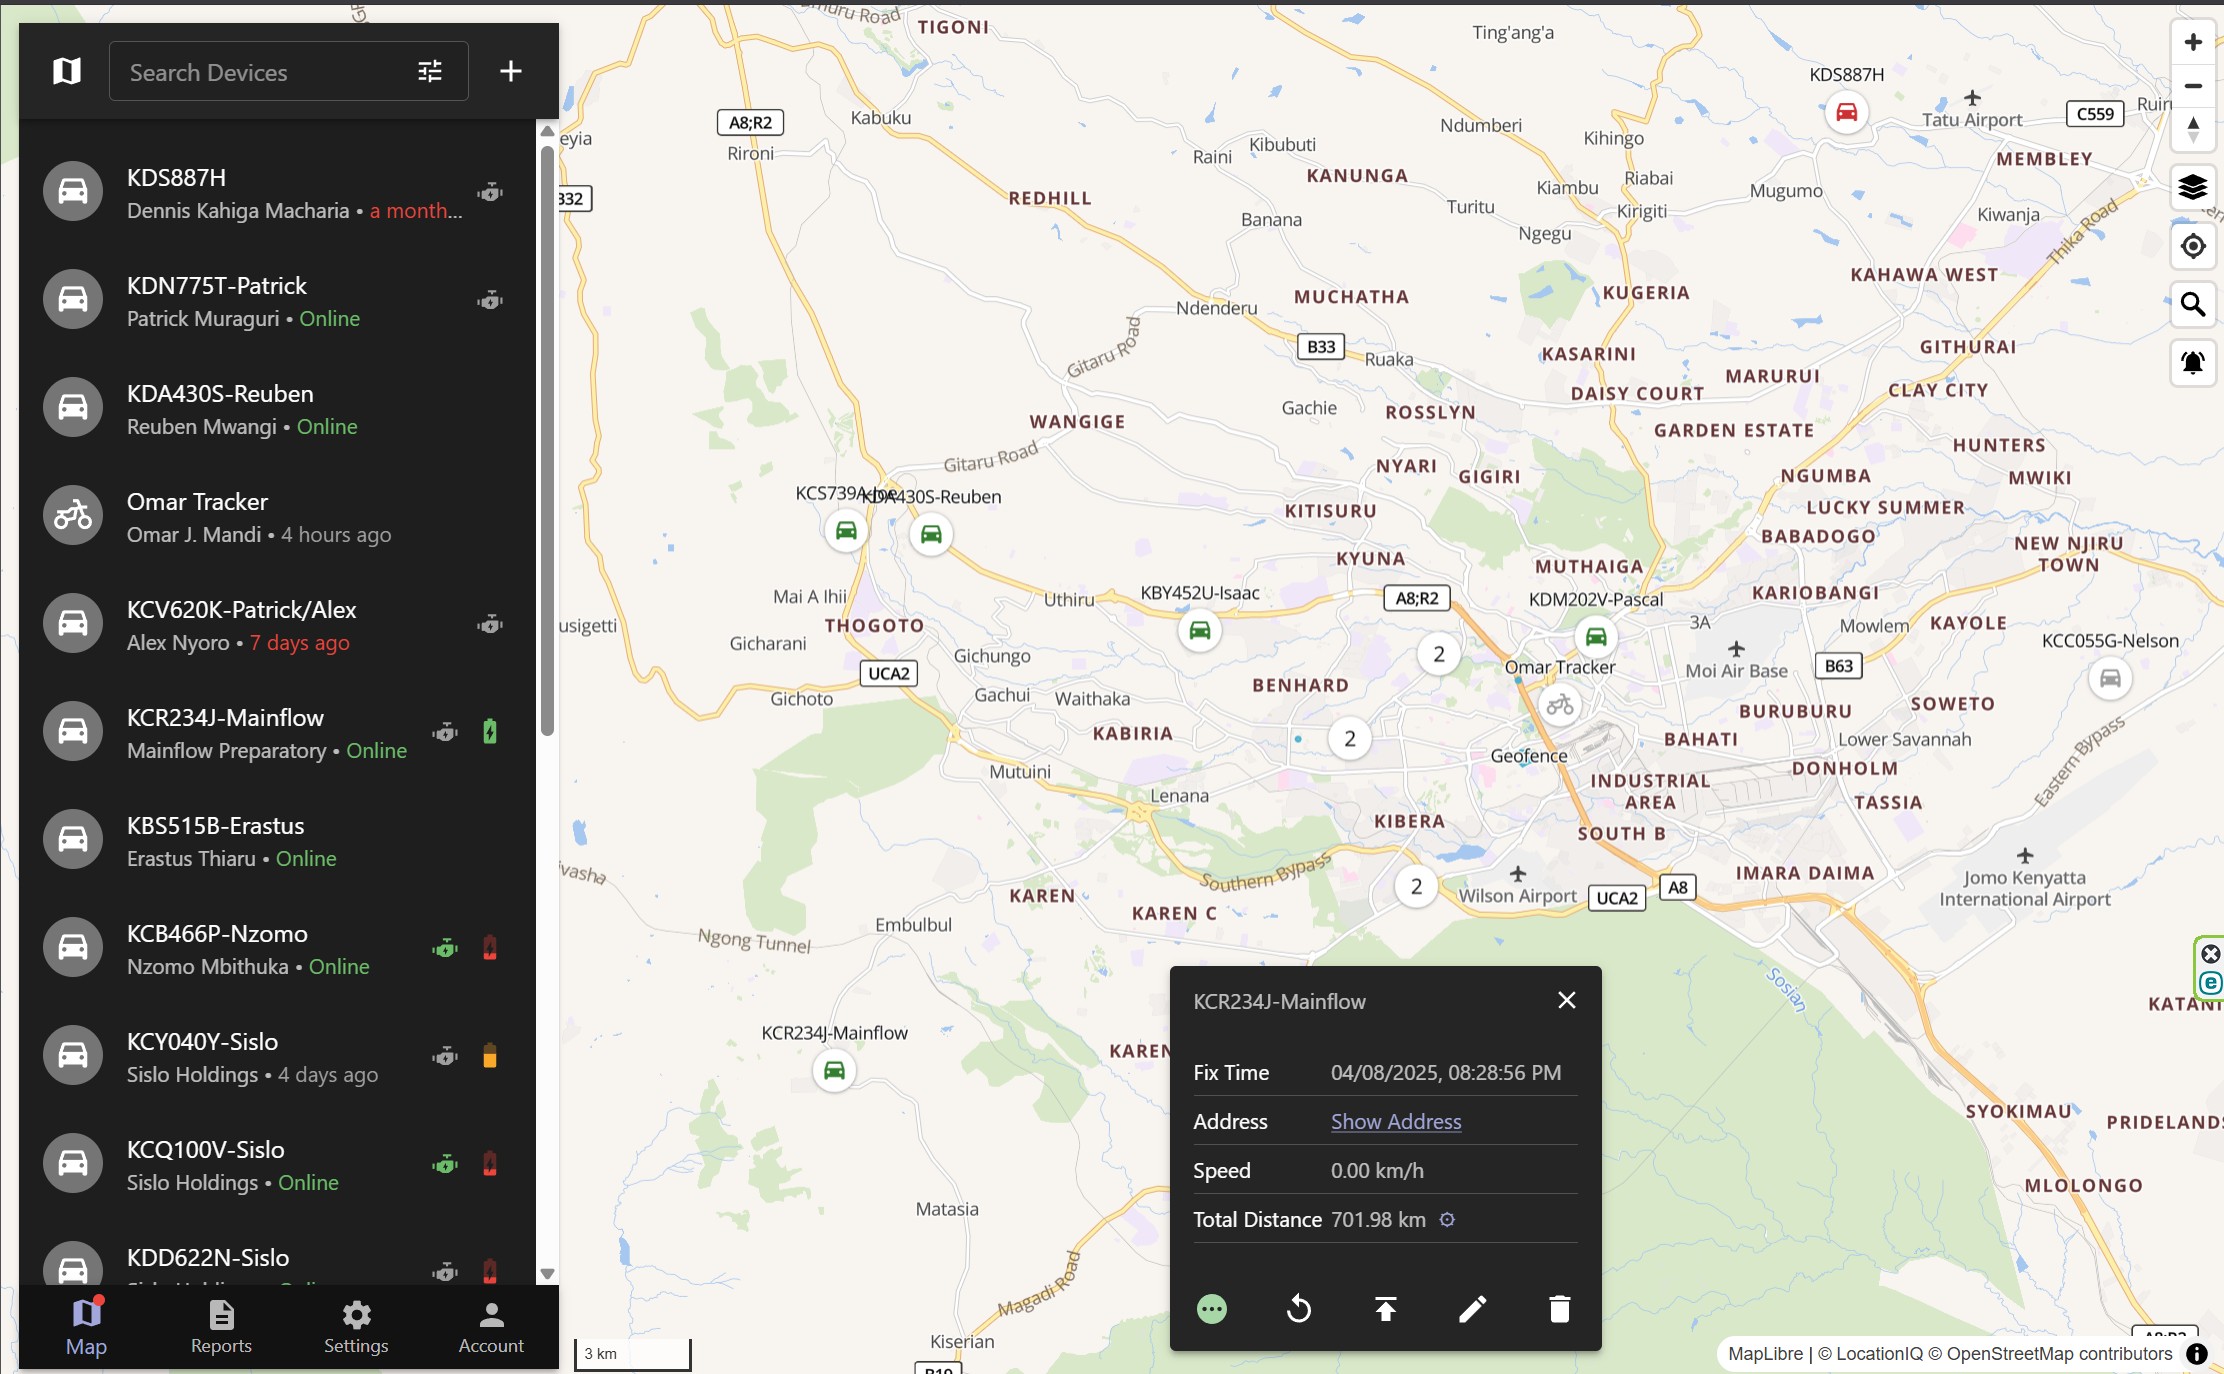 Search Devices
KDS887H
Dennis Kahiga Macharia • a month...
KDN775T-Patrick
Patrick Muraguri • Online
KDA430S-Reuben
Reuben Mwangi • Online
Omar Tracker
Omar J. Mandi • 4 hours ago
KCV620K-Patrick/Alex
Alex Nyoro • 7 days ago
KCR234J-Mainflow
Mainflow Preparatory • Online
KBS515B-Erastus
Erastus Thiaru • Online
KCB466P-Nzomo
Nzomo Mbithuka • Online
KCY040Y-Sislo
Sislo Holdings • 4 days ago
KCQ100V-Sislo
Sislo Holdings • Online
KDD622N-Sislo
Map
Reports
Settings
Account
TIGONI
Ting'ang'a
KDS887H
Tatu Airport
C559
A8;R2
Kabuku
Rironi
Raini
Kibubuti
Ndumberi
Kihingo
MEMBLEY
KANUNGA
Kiambu
Riabai
Mugumo
REDHILL
Banana
Turitu
Kirigiti
Kiwanja
Ngegu
Thika Road
KAHAWA WEST
KUGERIA
MUCHATHA
Ndenderu
Gitaru Road
B33
Ruaka
KASARINI
GITHURAI
MARURUI
DAISY COURT
CLAY CITY
Gachie
ROSSLYN
WANGIGE
GARDEN ESTATE
HUNTERS
Gitaru Road
NYARI
GIGIRI
NGUMBA
MWIKI
KDA430S-Reuben
KITISURU
LUCKY SUMMER
BABADOGO
NEW NJIRU
TOWN
KYUNA
MUTHAIGA
KARIOBANGI
Mai A Ihii
Uthiru
KBY452U-Isaac
A8;R2
KDM202V-Pascal
THOGOTO
3A
Mowlem
KAYOLE
Gicharani
KCC055G-Nelson
Gichungo
2
Omar Tracker
Moi Air Base
B63
UCA2
BENHARD
Gichoto
Gachui
Waithaka
SOWETO
BURUBURU
KABIRIA
2
BAHATI
Lower Savannah
Geofence
Mutuini
INDUSTRIAL
AREA
DONHOLM
Eastern Bypass
Lenana
TASSIA
KIBERA
SOUTH B
Southern Bypass
IMARA DAIMA
2
Wilson Airport
UCA2
A8
Jomo Kenyatta
International Airport
KAREN
KAREN C
Embulbul
Ngong Tunnel
Sosian
KCR234J-Mainflow
KAREN
SYOKIMAU
MLOLONGO
Matasia
Magadi Road
Kiserian
3 km
KCR234J-Mainflow
Fix Time 04/08/2025, 08:28:56 PM
Address Show Address
Speed 0.00 km/h
Total Distance 701.98 km
MapLibre | © LocationIQ © OpenStreetMap contributors